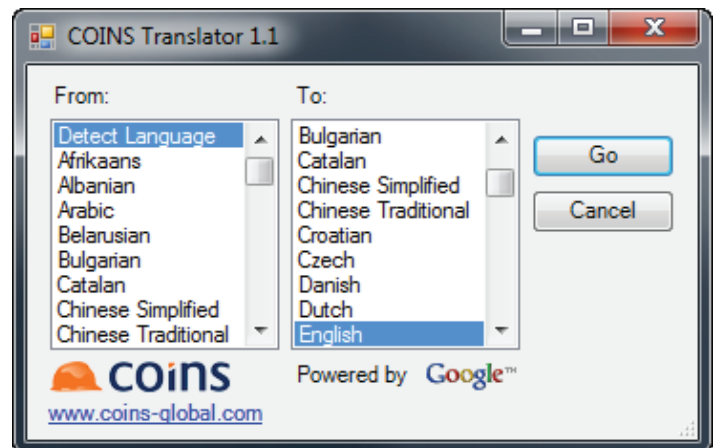 COINS Translator 1.1
From:
Detect Language
Afrikaans
Albanian
Arabic
Belarusian
Bulgarian
Catalan
Chinese Simplified
Chinese Traditional
To:
Bulgarian
Catalan
Chinese Simplified
Chinese Traditional
Croatian
Czech
Danish
Dutch
English
Go
Cancel
COINS
www.coins-global.com
Powered by Google™